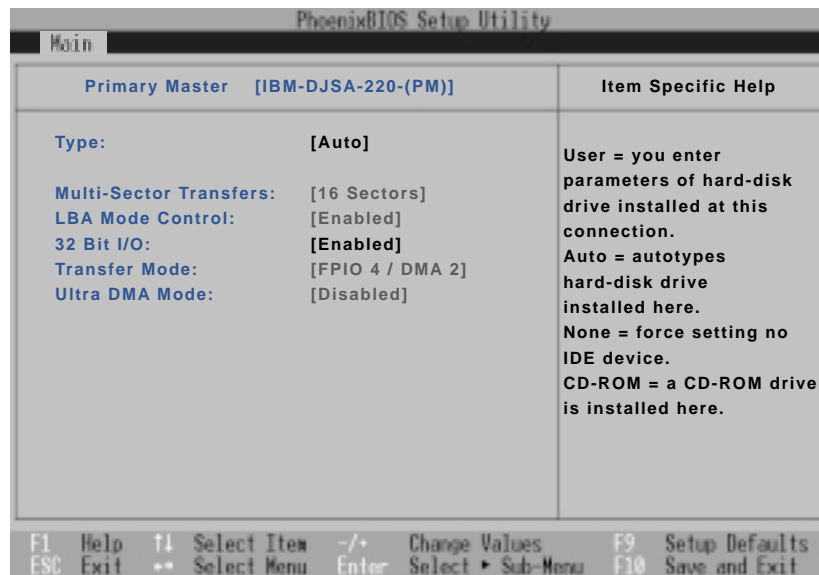 PhoenixBIOS Setup Utility
Main
Primary Master [IBM-DJSA-220-(PM)]
Item Specific Help
Type: [Auto]
Multi-Sector Transfers: [16 Sectors]
LBA Mode Control: [Enabled]
32 Bit I/O: [Enabled]
Transfer Mode: [FPIO 4 / DMA 2]
Ultra DMA Mode: [Disabled]
User = you enter
parameters of hard-disk
drive installed at this
connection.
Auto = autotypes
hard-disk drive
installed here.
None = force setting no
IDE device.
CD-ROM = a CD-ROM drive
is installed here.
F1 Help ↑↓ Select Item -/+ Change Values F9 Setup Defaults
ESC Exit ←→ Select Menu Enter Select ▸ Sub-Menu F10 Save and Exit